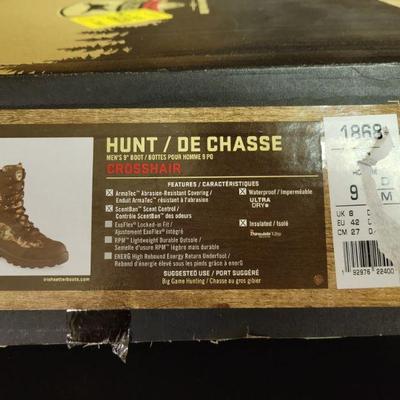 HUNT / DE CHASSE
MEN'S 9" BOOT / BOTTES POUR HOMME 9 PO
CROSSHAIR
FEATURES / CARACTÉRISTIQUES
ArmaTec™ Abrasion-Resistant Covering /
Enduit ArmaTec™ résistant à l'abrasion
ScentBan™ Scent Control /
Contrôle ScentBan™ des odeurs
ExoFlex® Locked-in Fit /
Ajustement ExoFlex® intégré
RPM™ Lightweight Durable Outsole /
Semelle d'usure RPM™ légère mais durable
ENERG High Rebound Energy Return Underfoot /
Rebond d'énergie élevé sous les pieds grâce à enerG
Waterproof / Imperméable
ULTRA
DRY
Insulated / Isolé
SUGGESTED USE / PORT SUGGÉRÉ
Big Game Hunting / Chasse au gros gibier
irishsetterboots.com
1868
9 D
M
UK 8
EU 42
CM 27
92976 22400